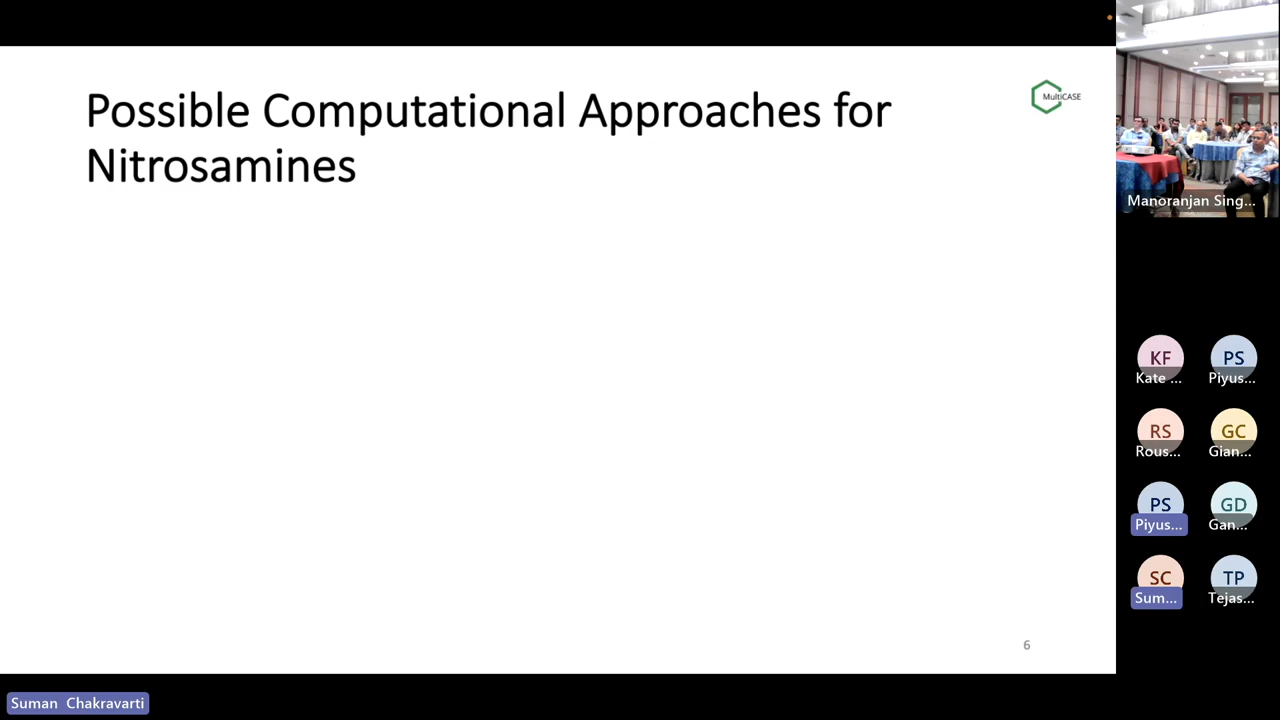 Possible Computational Approaches for
Nitrosamines
MultiCASE
6
Manoranjan Sing...
KF
Kate ...
PS
Piyus...
RS
Rous...
GC
Gian...
PS
Piyus...
GD
Gan...
SC
Sum...
TP
Tejas...
Suman Chakravarti